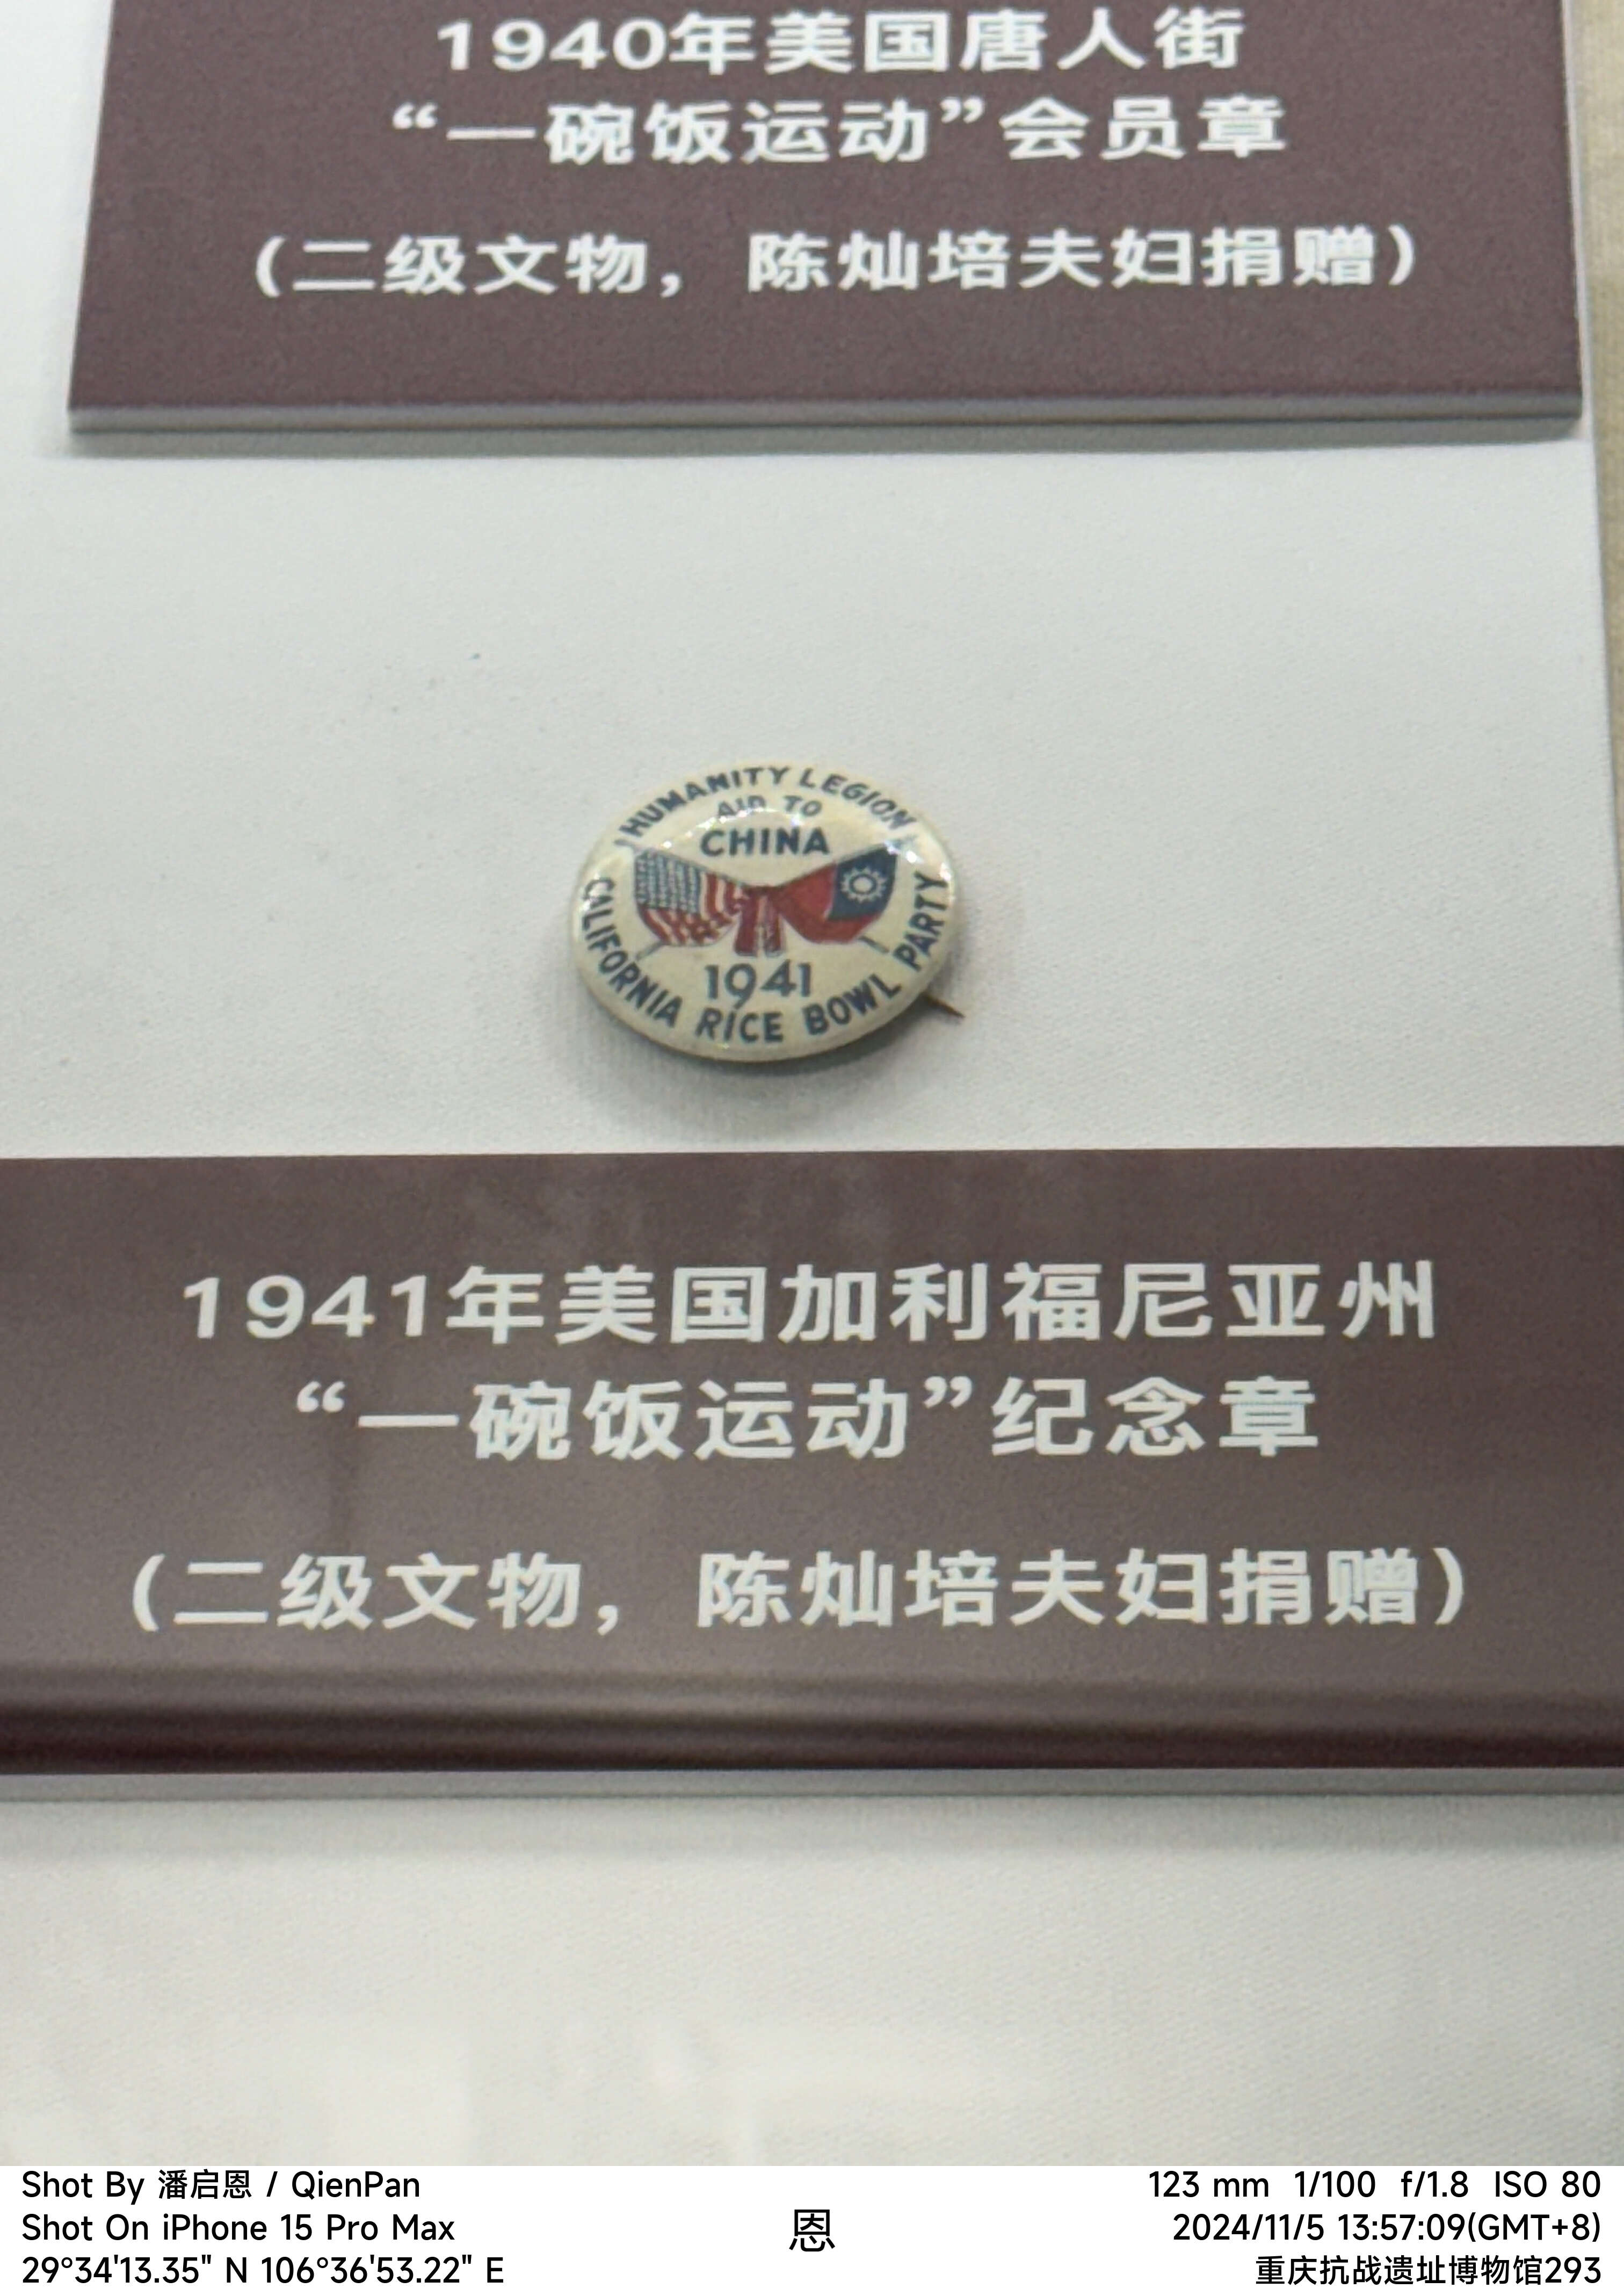 1940年美国唐人街
“一碗饭运动”会员章
(二级文物，陈灿培夫妇捐赠)
HUMANITY LEGION
AID TO
CHINA
1941
CALIFORNIA RICE BOWL PARTY
1941年美国加利福尼亚州
“一碗饭运动”纪念章
(二级文物，陈灿培夫妇捐赠)
Shot By 潘启恩 / QienPan
Shot On iPhone 15 Pro Max
29°34'13.35" N 106°36'53.22" E
恩
123 mm 1/100 f/1.8 ISO 80
2024/11/5 13:57:09(GMT+8)
重庆抗战遗址博物馆293